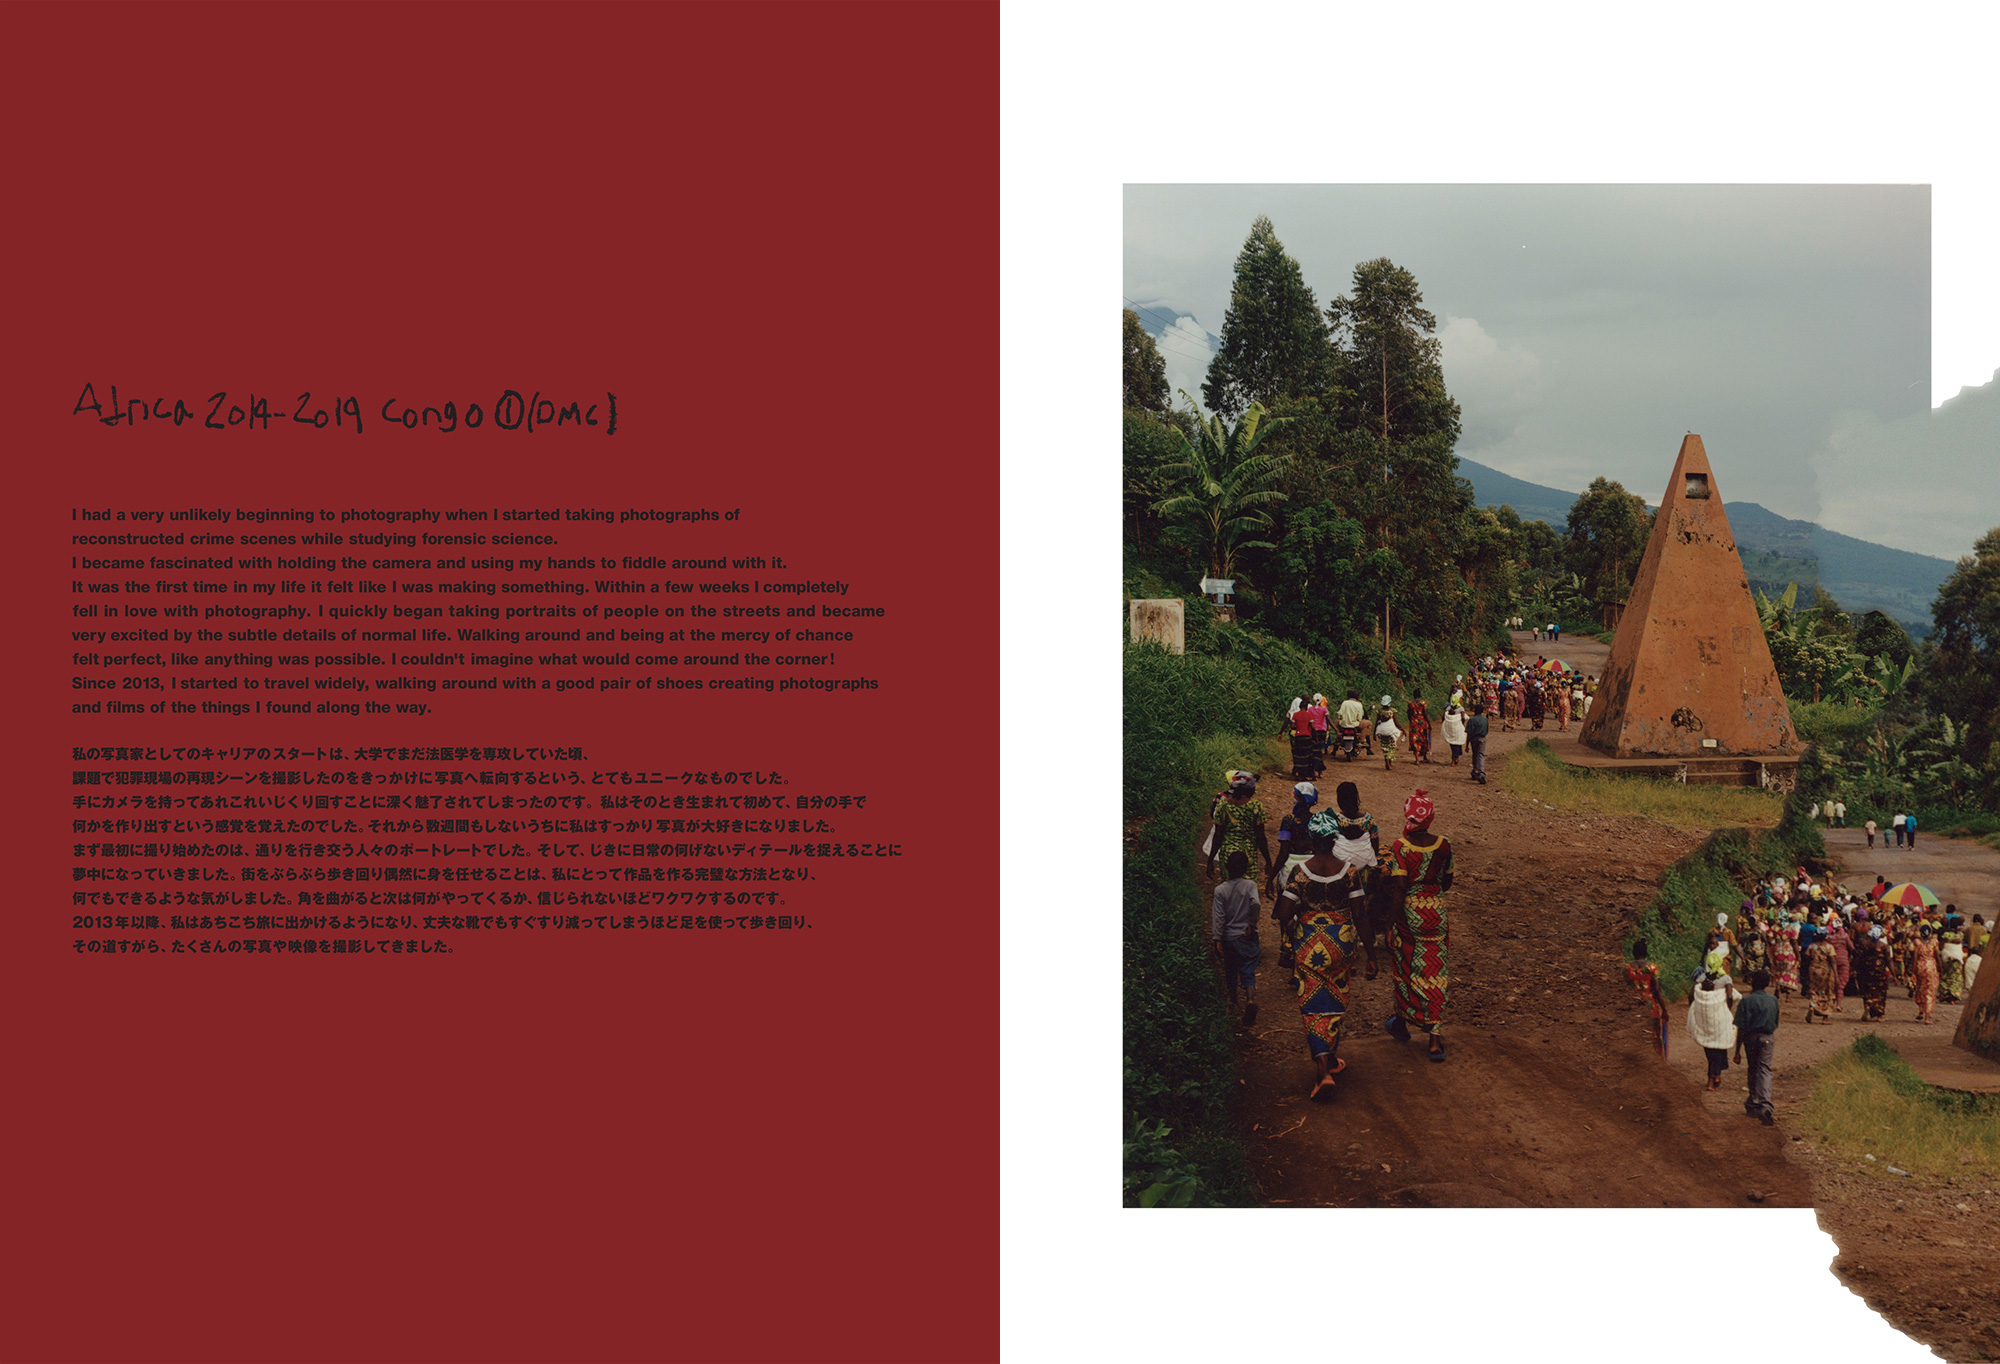 Africa 2014-2019 Congo ①(DMC)
I had a very unlikely beginning to photography when I started taking photographs of
reconstructed crime scenes while studying forensic science.
I became fascinated with holding the camera and using my hands to fiddle around with it.
It was the first time in my life it felt like I was making something. Within a few weeks I completely
fell in love with photography. I quickly began taking portraits of people on the streets and became
very excited by the subtle details of normal life. Walking around and being at the mercy of chance
felt perfect, like anything was possible. I couldn't imagine what would come around the corner!
Since 2013, I started to travel widely, walking around with a good pair of shoes creating photographs
and films of the things I found along the way.
私の写真家としてのキャリアのスタートは、大学でまだ法医学を専攻していた頃、
課題で犯罪現場の再現シーンを撮影したのをきっかけに写真へ転向するという、とてもユニークなものでした。
手にカメラを持ってあれこれいじくり回すことに深く魅了されてしまったのです。私はそのとき生まれて初めて、自分の手で
何かを作り出すという感覚を覚えたのでした。それから数週間もしないうちに私はすっかり写真が大好きになりました。
まず最初に撮り始めたのは、通りを行き交う人々のポートレートでした。そして、じきに日常の何げないディテールを捉えることに
夢中になっていきました。街をぶらぶら歩き回り偶然に身を任せることは、私にとって作品を作る完璧な方法となり、
何でもできるような気がしました。角を曲がると次は何がやってくるか、信じられないほどワクワクするのです。
2013年以降、私はあちこち旅に出かけるようになり、丈夫な靴でもすぐすり減ってしまうほど足を使って歩き回り、
その道すがら、たくさんの写真や映像を撮影してきました。